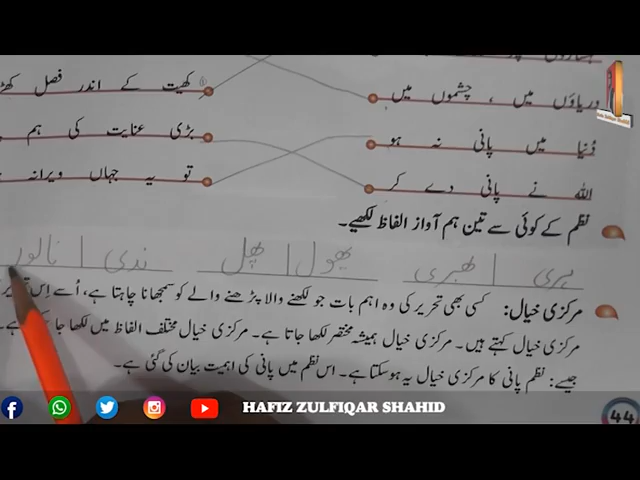 کھیت کے اندر فصل
دریاؤں میں ، چشموں میں
بڑی عنایت کی ہم
دُنیا میں پانی نہ ہو
تو یہ جہاں ویرانہ
اللہ نے پانی دے کر
نظم کے کوئی سے تین ہم آواز الفاظ لکھیے۔
ہری | بھری پھول | پھل ندی | نالوں
مرکزی خیال: کسی بھی تحریر کی وہ اہم بات جو لکھنے والا پڑھنے والے کو سمجھانا چاہتا ہے، اُسے اِس
مرکزی خیال کہتے ہیں۔ مرکزی خیال ہمیشہ مختصر لکھا جاتا ہے۔ مرکزی خیال مختلف الفاظ میں لکھا جا ہے۔
جیسے: نظم پانی کا مرکزی خیال یہ ہو سکتا ہے۔ اس نظم میں پانی کی اہمیت بیان کی گئی ہے۔
HAFIZ ZULFIQAR SHAHID
44